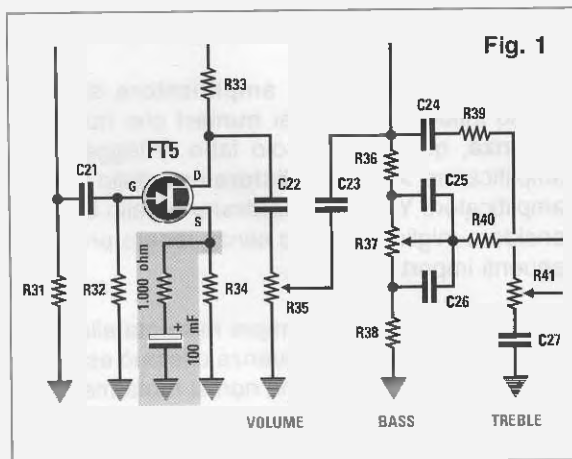 Fig. 1
R33
C24
R39
C21
FT5
D
G
S
C22
C23
R36
C25
R37
R40
R41
R31
R32
1.000 ohm
+
100 mF
R34
R35
C26
R38
C27
VOLUME
BASS
TREBLE